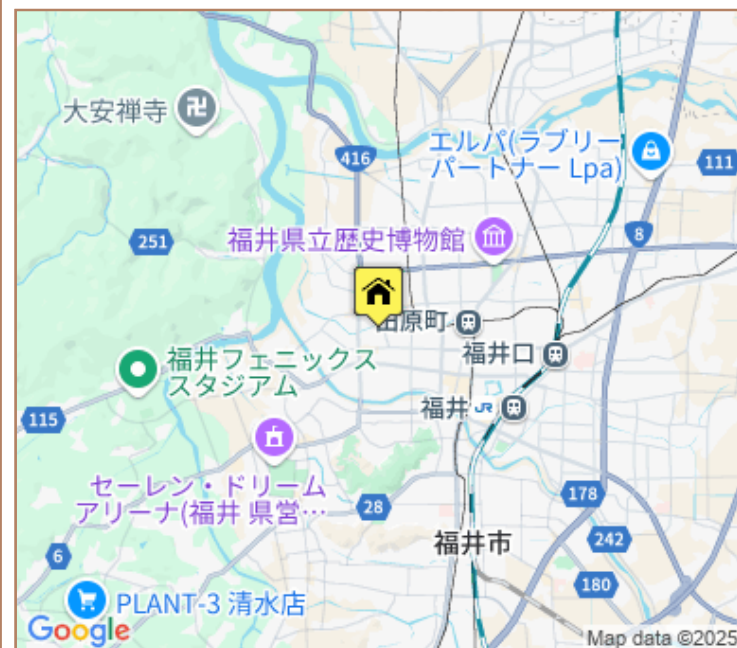 大安禅寺
416
エルパ(ラブリー
パートナー Lpa)
111
251
福井県立歴史博物館
8
田原町
福井口
福井フェニックス
スタジアム
115
福井
JR
セーレン・ドリーム
アリーナ(福井 県営…
28
178
福井市
242
6
180
PLANT-3 清水店
Google
Map data ©2025